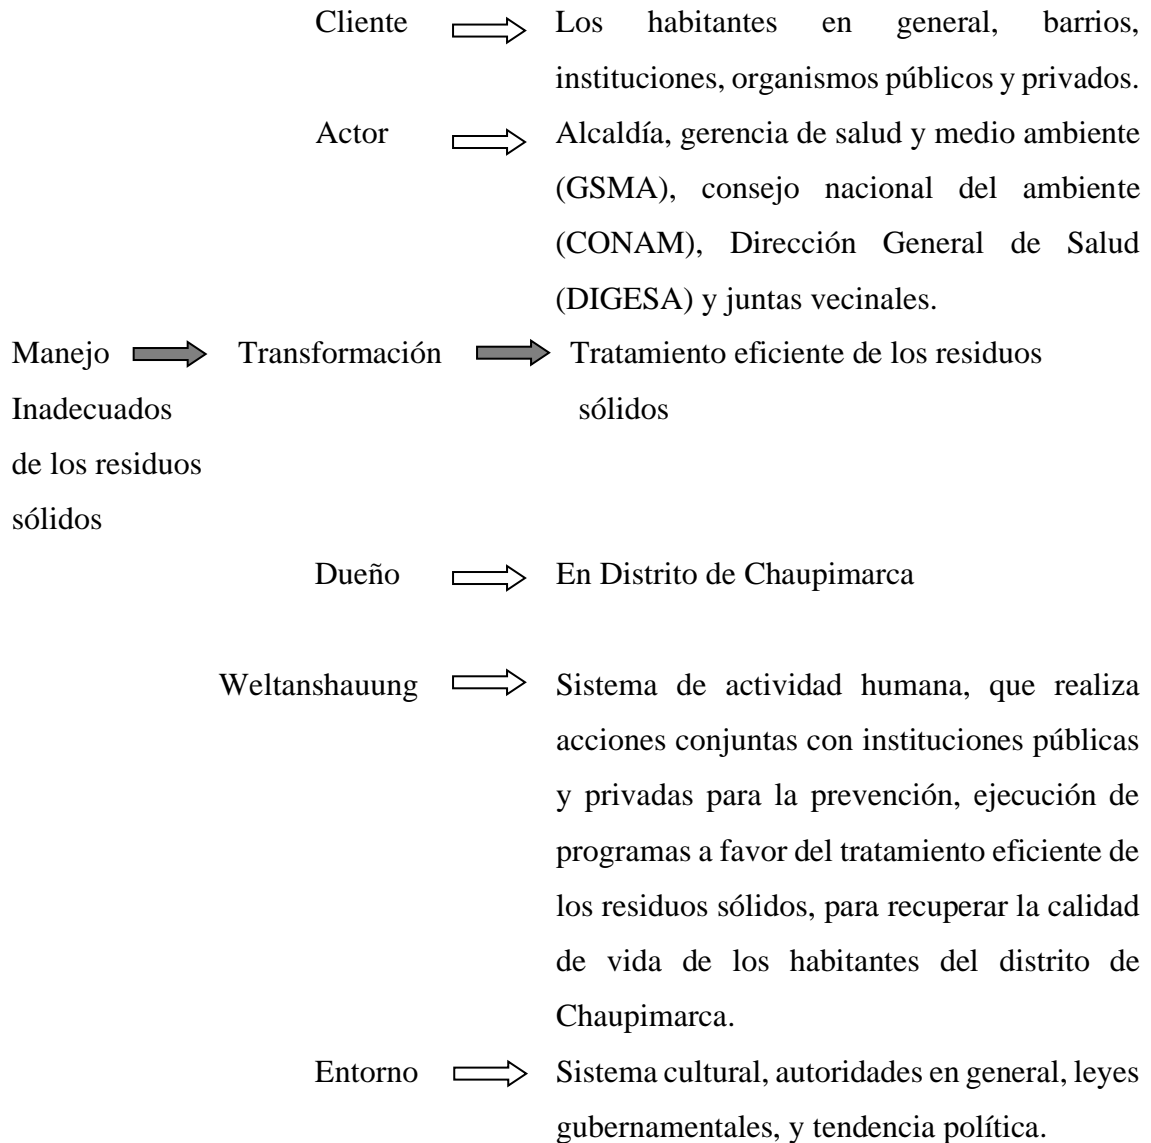 Cliente Los habitantes en general, barrios,
instituciones, organismos públicos y privados.
Actor Alcaldía, gerencia de salud y medio ambiente
(GSMA), consejo nacional del ambiente
(CONAM), Dirección General de Salud
(DIGESA) y juntas vecinales.
Manejo Transformación Tratamiento eficiente de los residuos
Inadecuados sólidos
de los residuos
sólidos
Dueño En Distrito de Chaupimarca
Weltanshauung Sistema de actividad humana, que realiza
acciones conjuntas con instituciones públicas
y privadas para la prevención, ejecución de
programas a favor del tratamiento eficiente de
los residuos sólidos, para recuperar la calidad
de vida de los habitantes del distrito de
Chaupimarca.
Entorno Sistema cultural, autoridades en general, leyes
gubernamentales, y tendencia política.